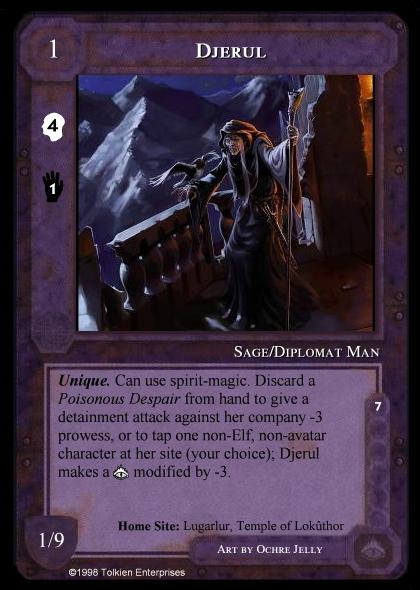 1
Djerul
4
1
Sage/Diplomat Man
Unique. Can use spirit-magic. Discard a
Poisonous Despair from hand to give a
detainment attack against her company -3
prowess, or to tap one non-Elf, non-avatar
character at her site (your choice); Djerul
makes a modified by -3.
7
Home Site: Lugarlur, Temple of Lokûthor
1/9
Art by Ochre Jelly
©1998 Tolkien Enterprises